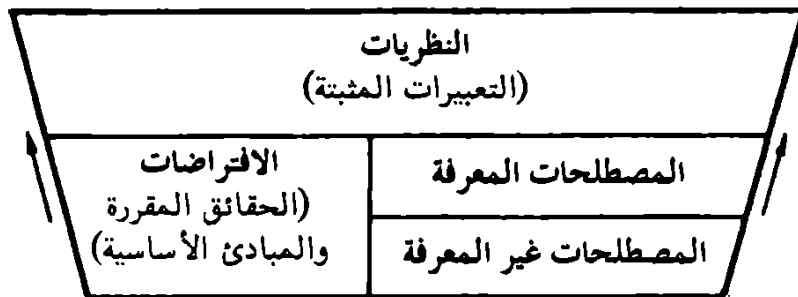 النظريات
(التعبيرات المثبتة)
الافتراضات
(الحقائق المقررة
والمبادئ الأساسية)
المصطلحات المعرفة
المصطلحات غير المعرفة